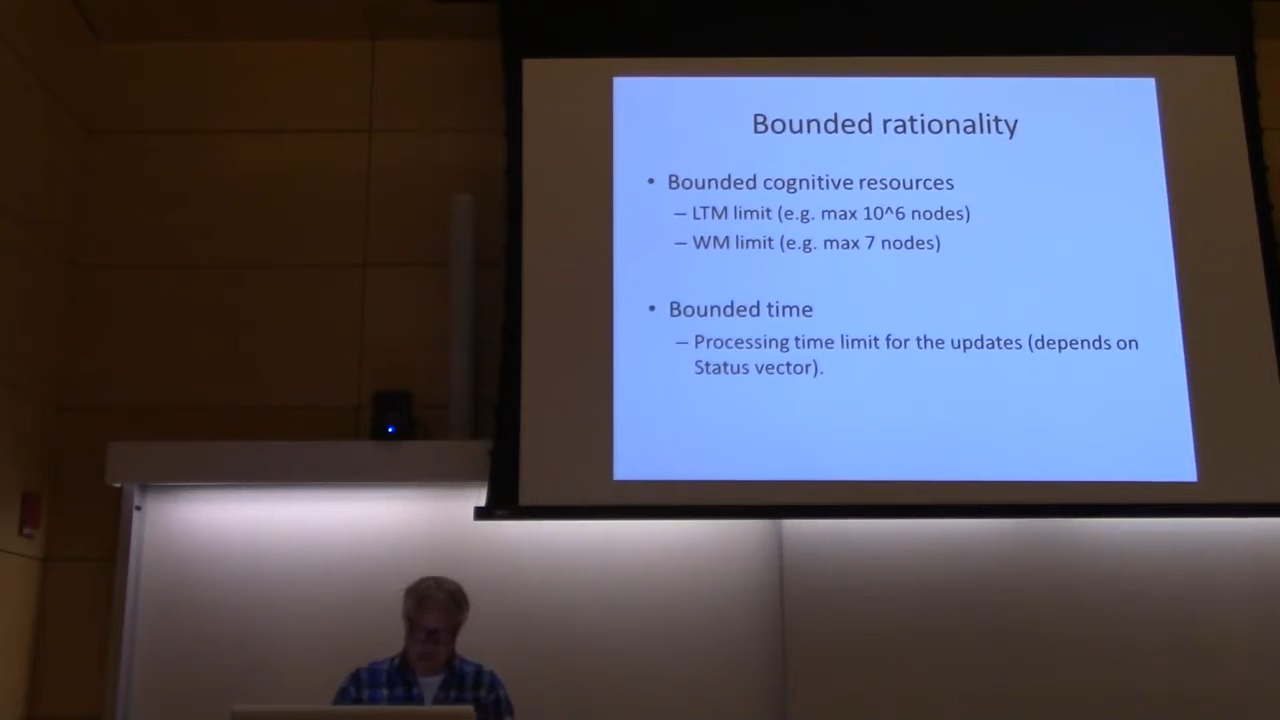 Bounded rationality
• Bounded cognitive resources
– LTM limit (e.g. max 10^6 nodes)
– WM limit (e.g. max 7 nodes)
• Bounded time
– Processing time limit for the updates (depends on
Status vector).